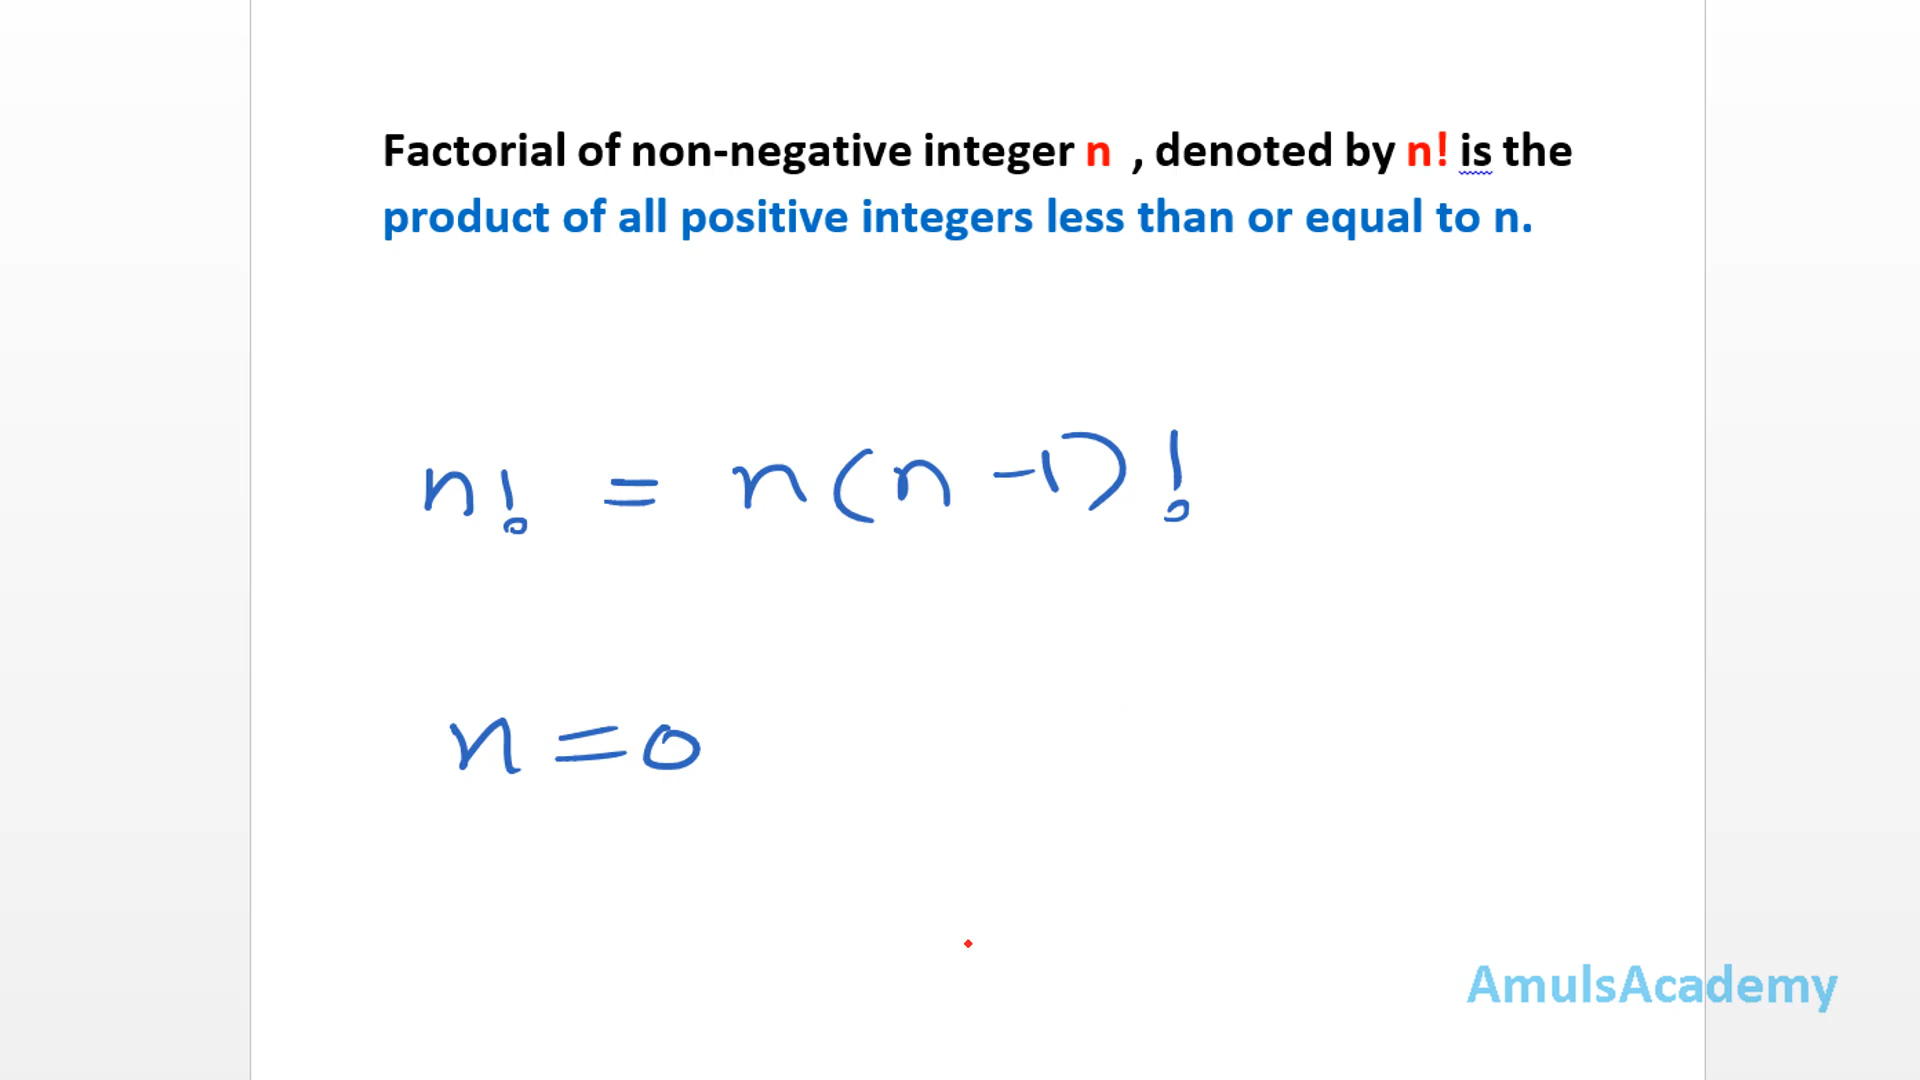 Factorial of non-negative integer n , denoted by n! is the
product of all positive integers less than or equal to n.
n! = n(n-1)!
n=0
AmulsAcademy